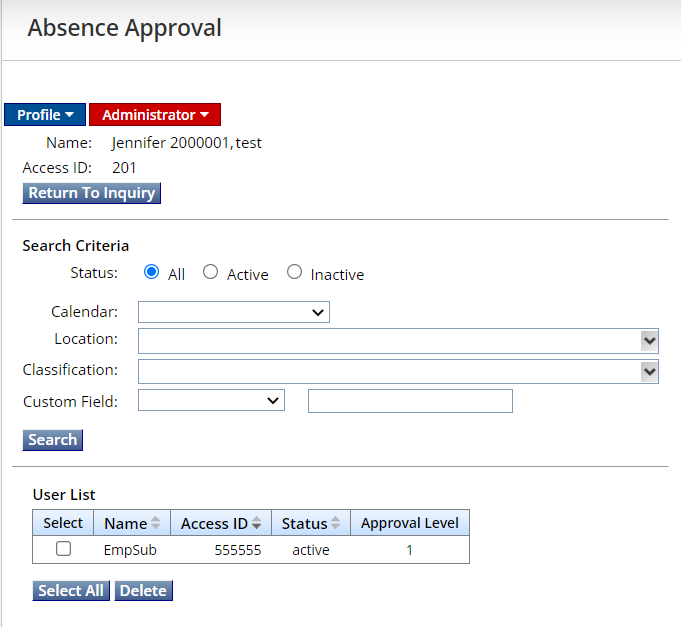 Absence Approval
Profile Administrator
Name: Jennifer 2000001, test
Access ID: 201
Return To Inquiry
Search Criteria
Status: All Active Inactive
Calendar:
Location:
Classification:
Custom Field:
Search
User List
Select Name Access ID Status Approval Level
EmpSub 555555 active 1
Select All Delete